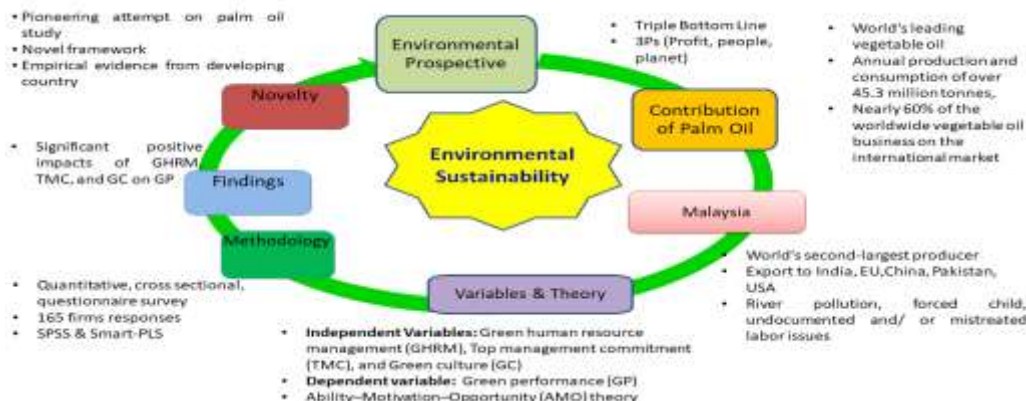 • Pioneering attempt on palm oil
study
• Novel framework
• Empirical evidence from developing
country
Environmental
Prospective
• Triple Bottom Line
• 3Ps (Profit, people,
planet)
• World's leading
vegetable oil
• Annual production and
consumption of over
45.3 million tonnes,
• Nearly 60% of the
worldwide vegetable oil
business on the
international market
Novelty
Contribution
of Palm Oil
• Significant positive
impacts of GHRM,
TMC, and GC on GP
Environmental
Sustainability
Findings
Malaysia
Methodology
• World's second-largest producer
• Export to India, EU,China, Pakistan,
USA
• River pollution, forced child,
undocumented and/ or mistreated
labor issues
• Quantitative, cross sectional,
questionnaire survey
• 165 firms responses
• SPSS & Smart-PLS
Variables & Theory
• Independent Variables: Green human resource
management (GHRM), Top management commitment
(TMC), and Green culture (GC)
• Dependent variable: Green performance (GP)
• Ability–Motivation–Opportunity (AMO) theory